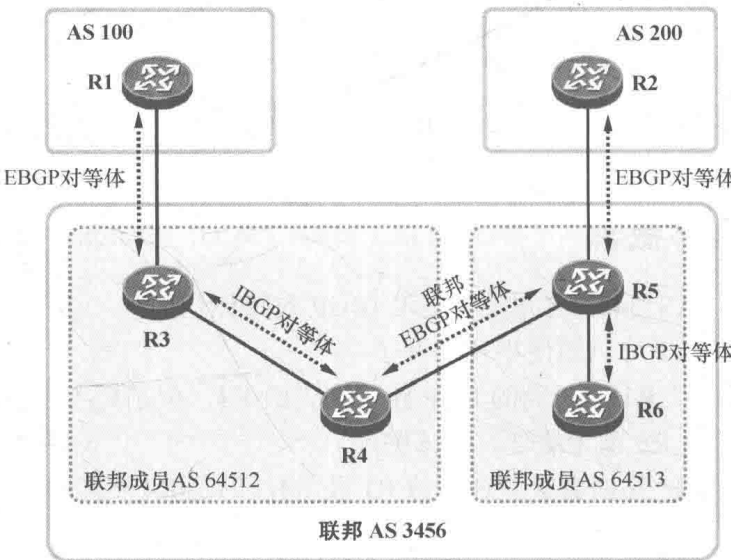 AS 100
AS 200
R1
R2
EBGP对等体
EBGP对等体
R3
IBGP对等体
联邦
EBGP对等体
R5
IBGP对等体
R4
R6
联邦成员AS 64512
联邦成员AS 64513
联邦 AS 3456